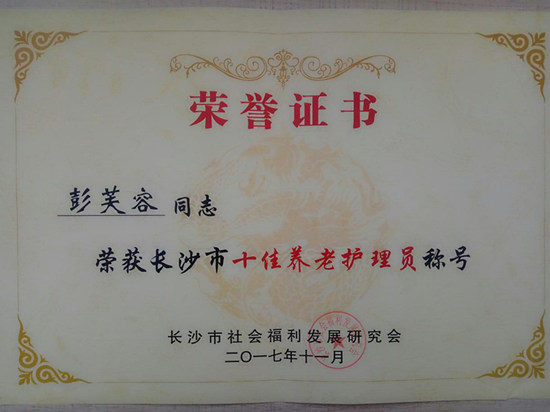 荣誉证书
彭芙容同志
荣获长沙市十佳养老护理员称号
长沙市社会福利发展研究会
二〇一七年十一月